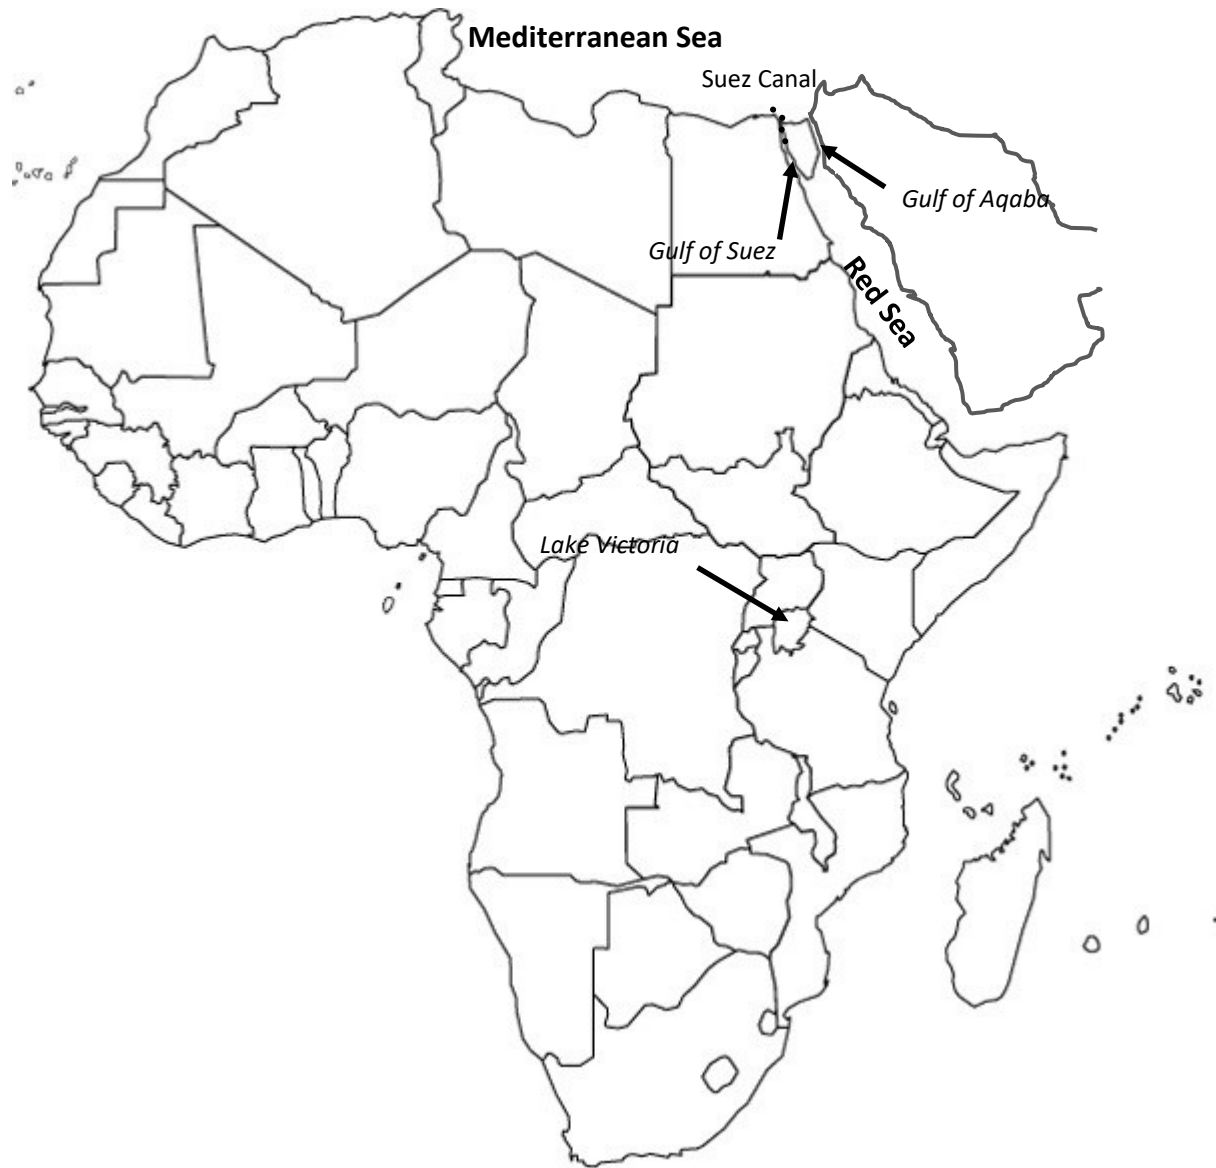 Mediterranean Sea
Suez Canal
Gulf of Aqaba
Gulf of Suez
Red Sea
Lake Victoria